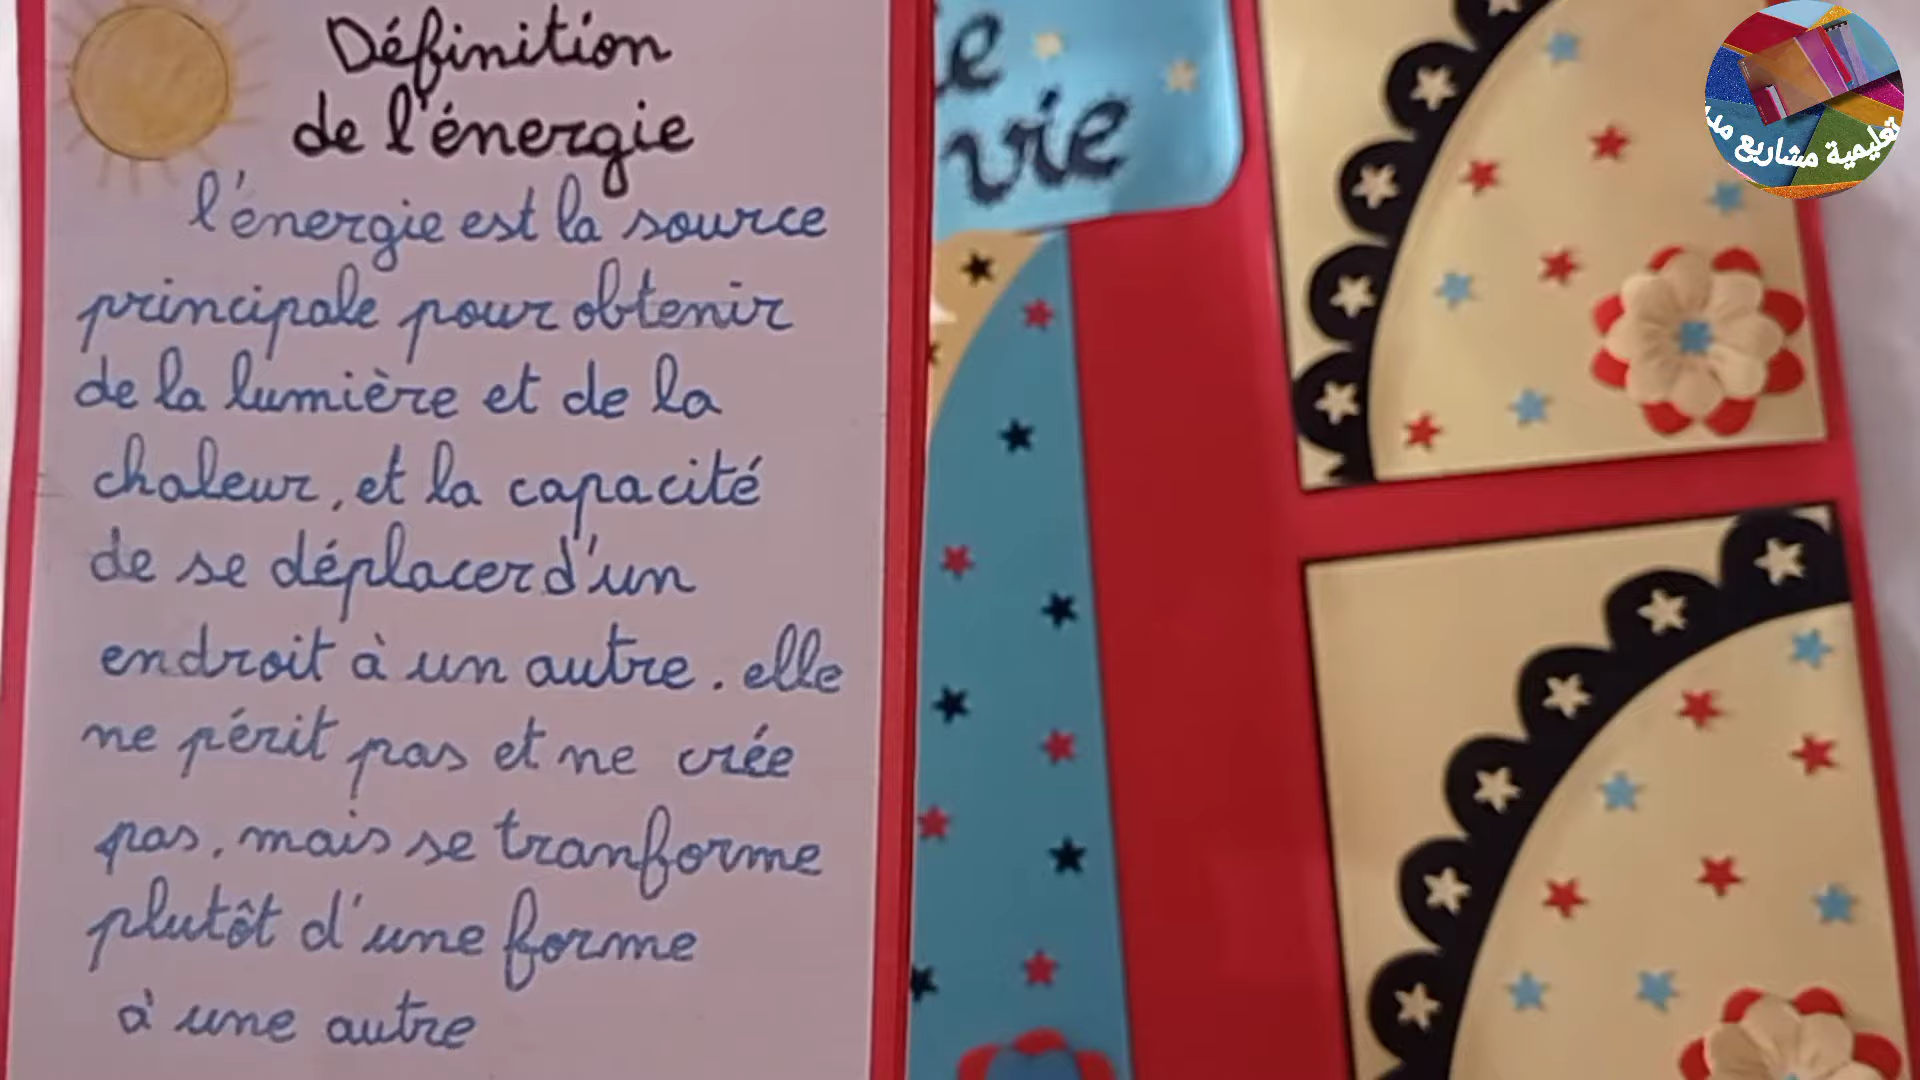 Définition
de l'énergie
l'énergie est la source
principale pour obtenir
de la lumière et de la
chaleur, et la capacité
de se déplacer d'un
endroit à un autre. elle
ne périt pas et ne crée
pas, mais se tranforme
plutôt d'une forme
à une autre
e
vie
تعليمية مشاريع